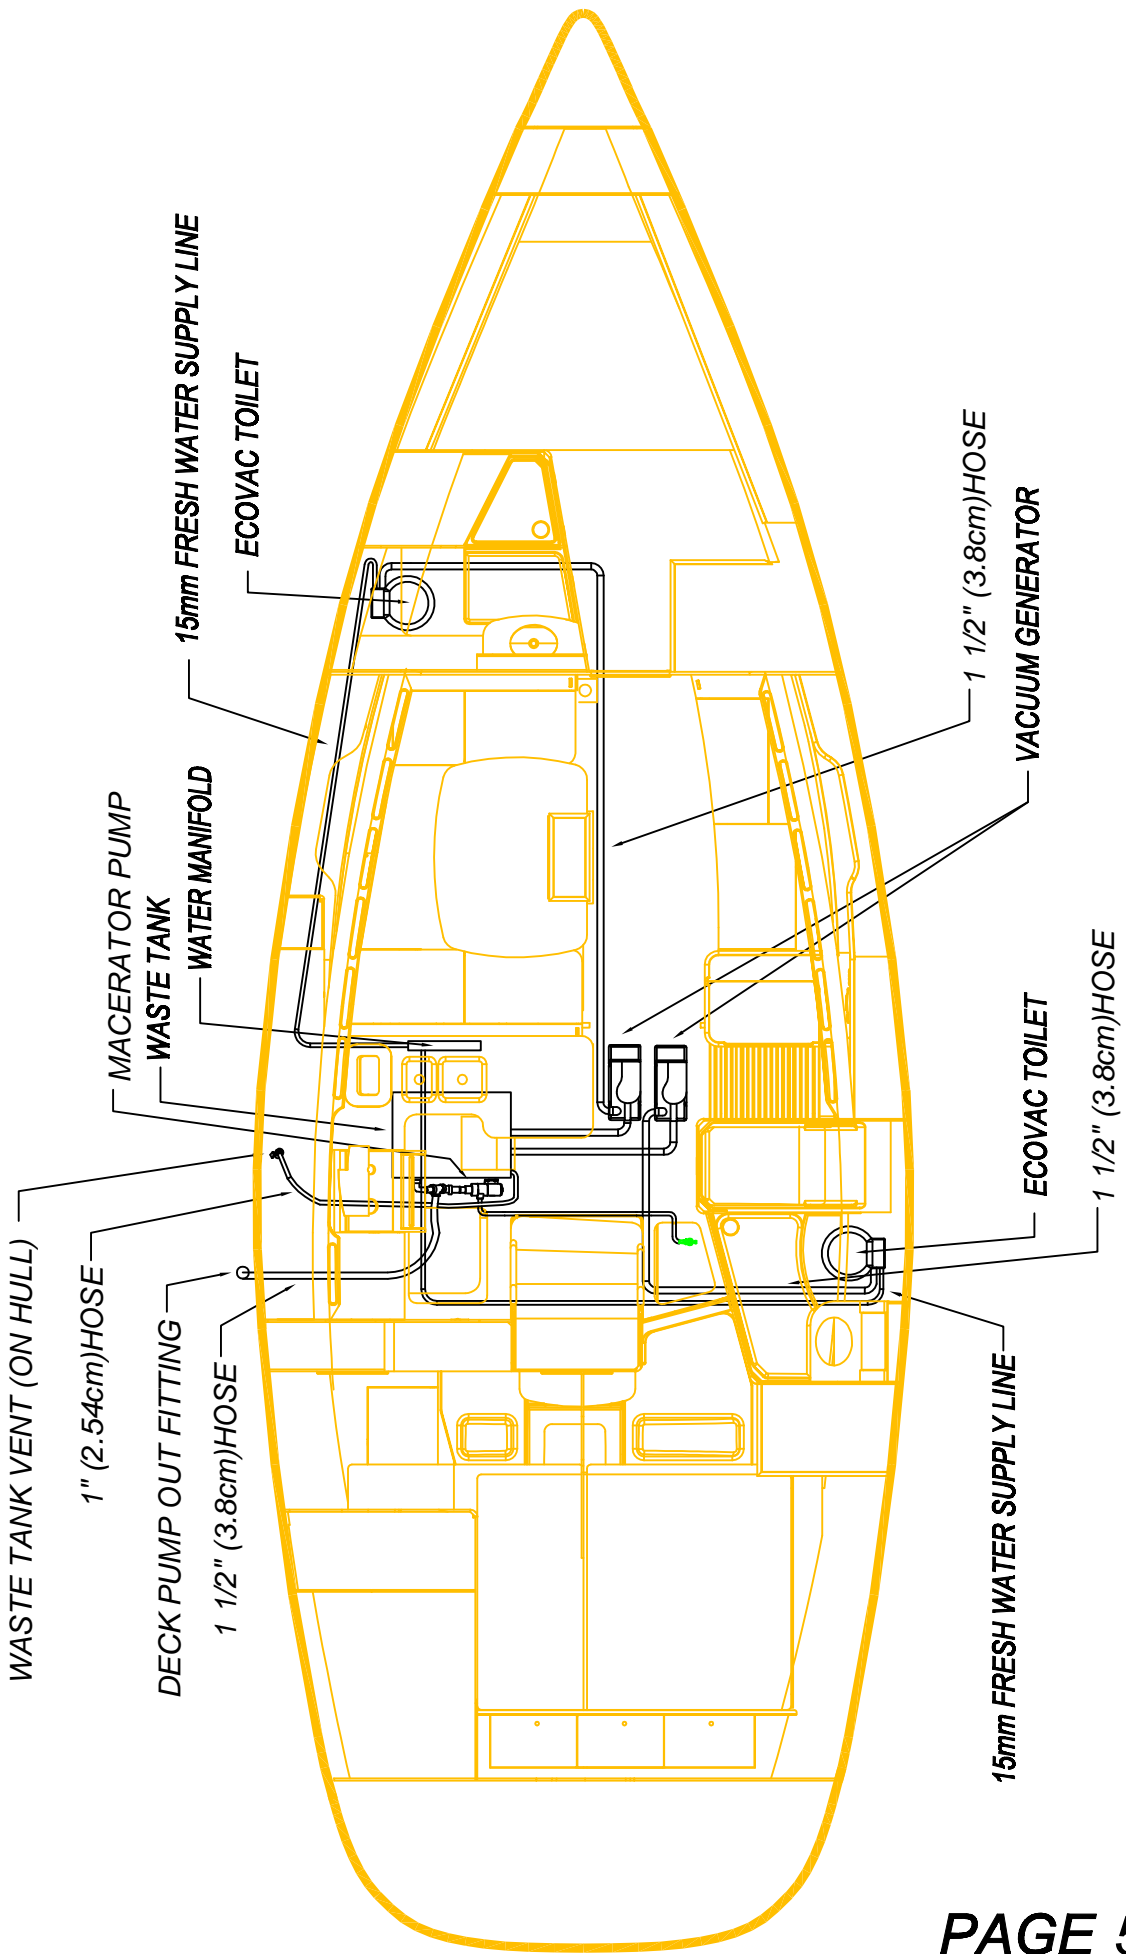 WASTE TANK VENT (ON HULL)
1" (2.54cm)HOSE
DECK PUMP OUT FITTING
1 1/2" (3.8cm)HOSE
MACERATOR PUMP
WASTE TANK
WATER MANIFOLD
15mm FRESH WATER SUPPLY LINE
ECOVAC TOILET
1 1/2" (3.8cm)HOSE
VACUUM GENERATOR
ECOVAC TOILET
1 1/2" (3.8cm)HOSE
15mm FRESH WATER SUPPLY LINE
PAGE 5